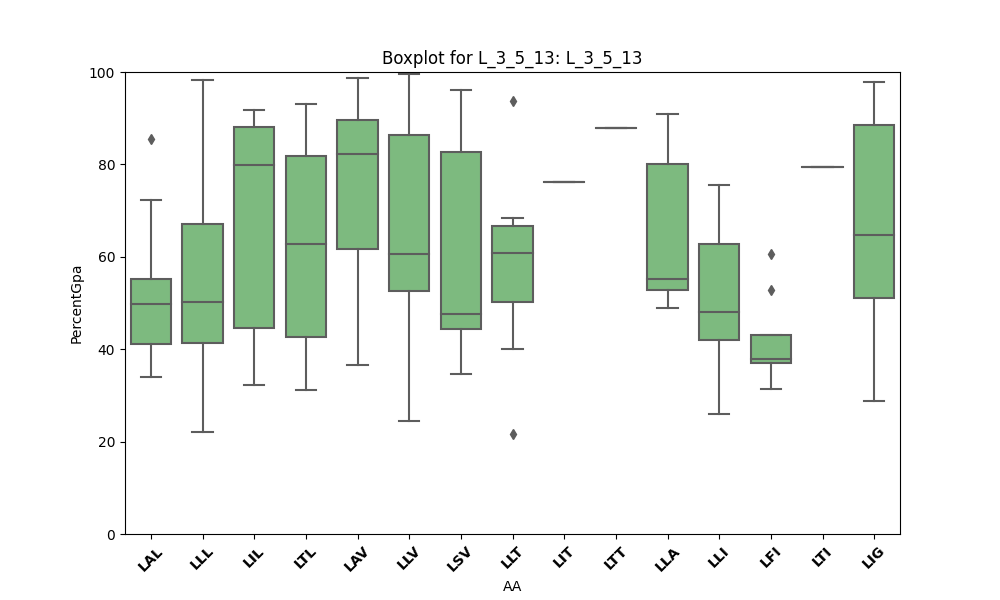 Boxplot for L_3_5_13: L_3_5_13
100
80
60
40
20
0
PercentGpa
LAL LLL LIL LTL LAV LLV LSV LLT LIT LTT LLA LLI LFI LTI LIG
AA